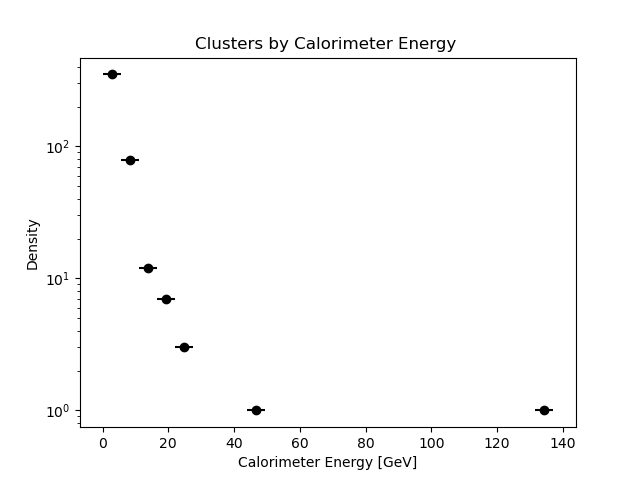 Clusters by Calorimeter Energy
Density
10²
10¹
10⁰
0 20 40 60 80 100 120 140
Calorimeter Energy [GeV]